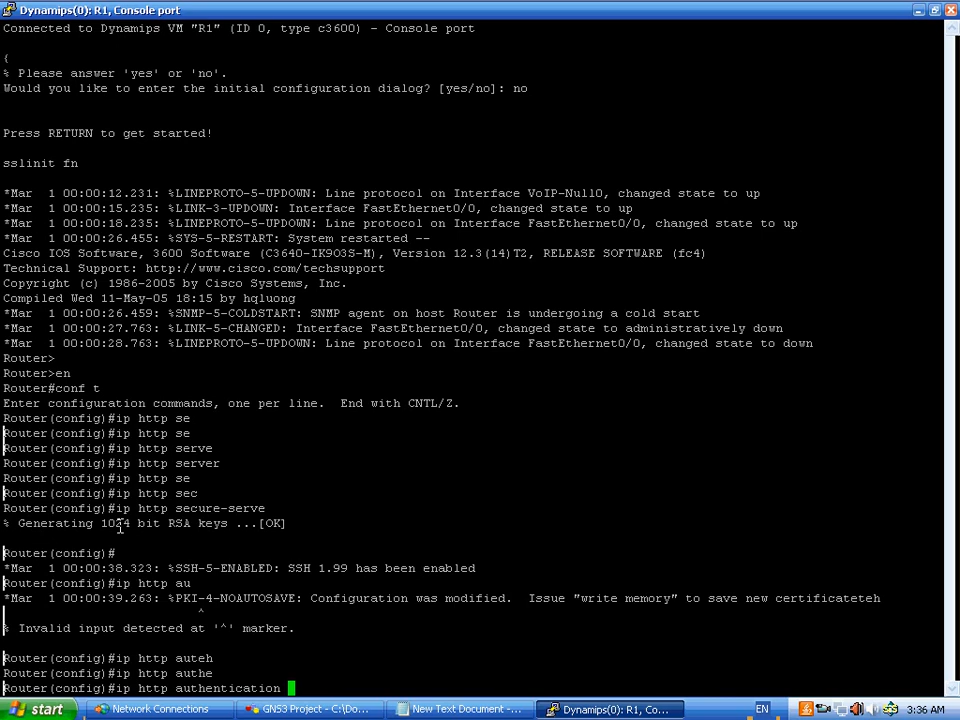 Dynamips(0): R1, Console port
Connected to Dynamips VM "R1" (ID 0, type c3600) - Console port
{
% Please answer 'yes' or 'no'.
Would you like to enter the initial configuration dialog? [yes/no]: no
Press RETURN to get started!
sslinit fn
*Mar  1 00:00:12.231: %LINEPROTO-5-UPDOWN: Line protocol on Interface VoIP-Null0, changed state to up
*Mar  1 00:00:15.235: %LINK-3-UPDOWN: Interface FastEthernet0/0, changed state to up
*Mar  1 00:00:18.235: %LINEPROTO-5-UPDOWN: Line protocol on Interface FastEthernet0/0, changed state to up
*Mar  1 00:00:26.455: %SYS-5-RESTART: System restarted --
Cisco IOS Software, 3600 Software (C3640-IK9O3S-M), Version 12.3(14)T2, RELEASE SOFTWARE (fc4)
Technical Support: http://www.cisco.com/techsupport
Copyright (c) 1986-2005 by Cisco Systems, Inc.
Compiled Wed 11-May-05 18:15 by hqluong
*Mar  1 00:00:26.459: %SNMP-5-COLDSTART: SNMP agent on host Router is undergoing a cold start
*Mar  1 00:00:27.763: %LINK-5-CHANGED: Interface FastEthernet0/0, changed state to administratively down
*Mar  1 00:00:28.763: %LINEPROTO-5-UPDOWN: Line protocol on Interface FastEthernet0/0, changed state to down
Router>
Router>en
Router#conf t
Enter configuration commands, one per line.  End with CNTL/Z.
Router(config)#ip http se
Router(config)#ip http se
Router(config)#ip http serve
Router(config)#ip http server
Router(config)#ip http se
Router(config)#ip http sec
Router(config)#ip http secure-serve
% Generating 1024 bit RSA keys ...[OK]
Router(config)#
*Mar  1 00:00:38.323: %SSH-5-ENABLED: SSH 1.99 has been enabled
Router(config)#ip http au
*Mar  1 00:00:39.263: %PKI-4-NOAUTOSAVE: Configuration was modified.  Issue "write memory" to save new certificateteh
^
% Invalid input detected at '^' marker.
Router(config)#ip http auteh
Router(config)#ip http authe
Router(config)#ip http authentication
start
Network Connections
GNS3 Project - C:\Do...
New Text Document -...
Dynamips(0): R1, Co...
EN
3:36 AM